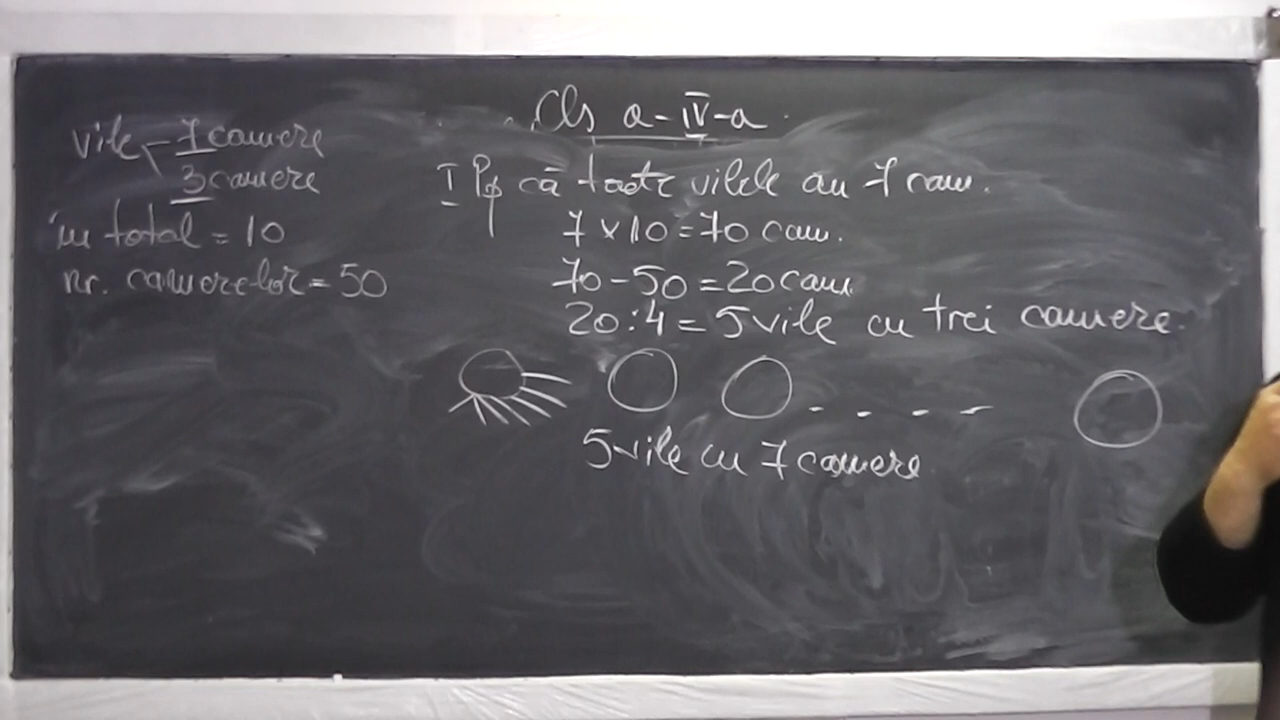 Cls a-IV-a
vile 7 camere
3 camere
în total = 10
nr. camerelor = 50
I Pp că toate vilele au 7 cam.
7 x 10 = 70 cam.
70 - 50 = 20 cam
20 : 4 = 5 vile cu trei camere.
5 vile cu 7 camere